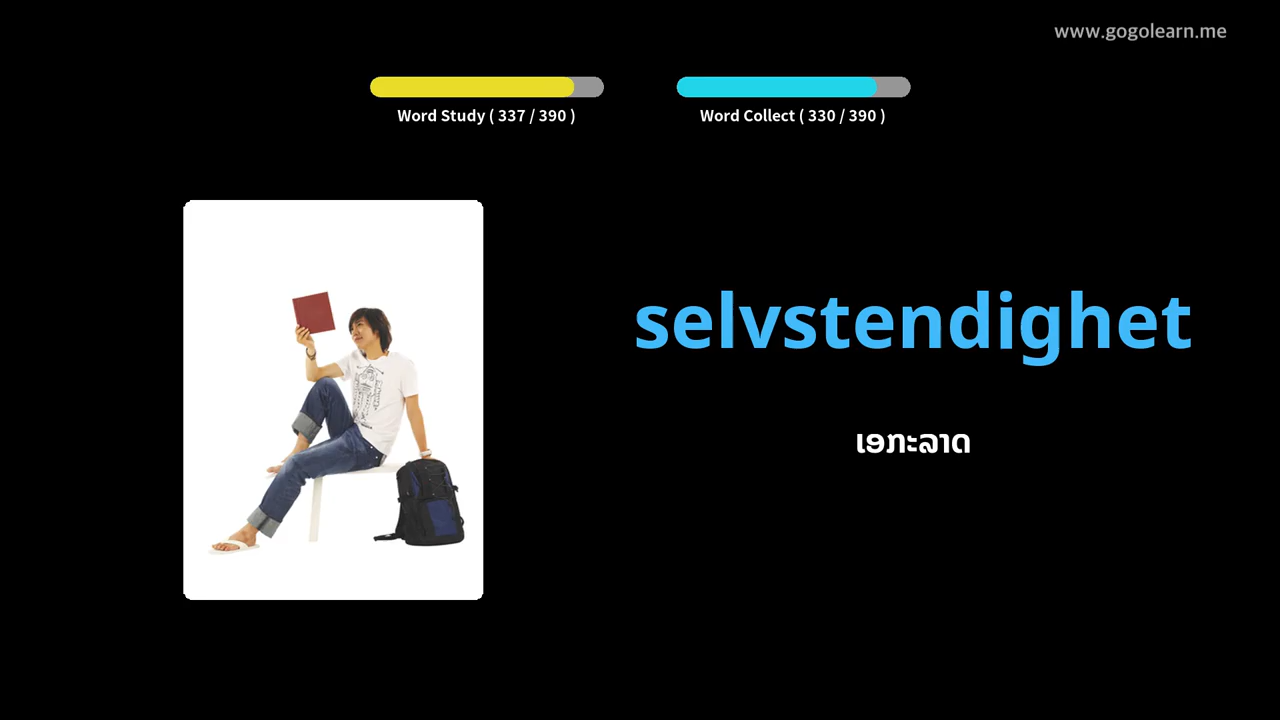 www.gogolearn.me
Word Study ( 337 / 390 )
Word Collect ( 330 / 390 )
selvstendighet
ເອກະລາດ